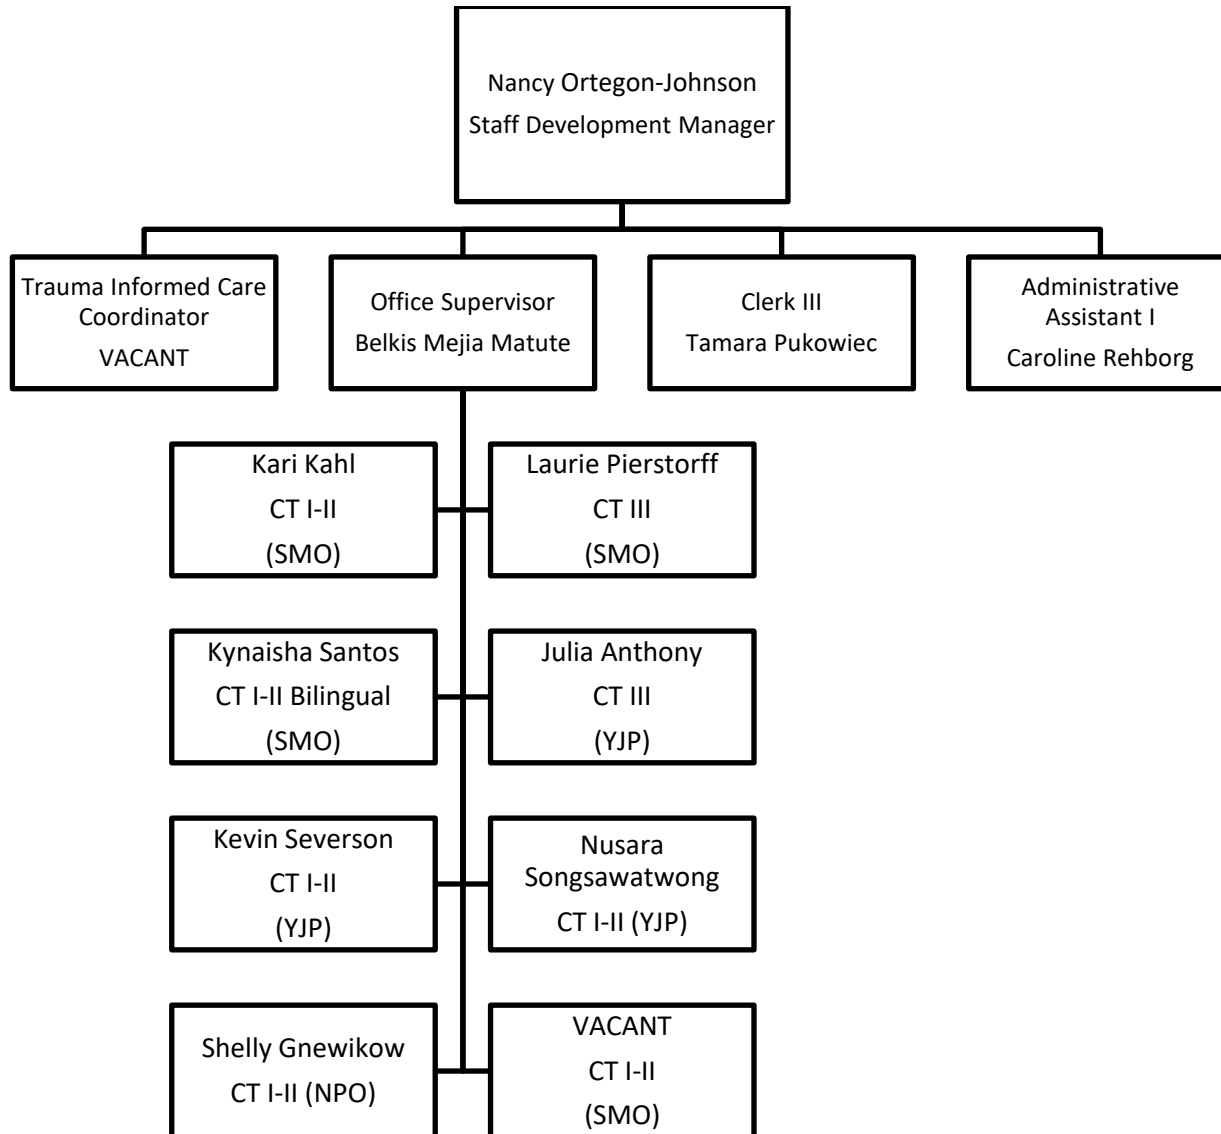 Nancy Ortegon-Johnson
Staff Development Manager
Trauma Informed Care
Coordinator
VACANT
Office Supervisor
Belkis Mejia Matute
Clerk III
Tamara Pukowiec
Administrative
Assistant I
Caroline Rehborg
Kari Kahl
CT I-II
(SMO)
Laurie Pierstorff
CT III
(SMO)
Kynaisha Santos
CT I-II Bilingual
(SMO)
Julia Anthony
CT III
(YJP)
Kevin Severson
CT I-II
(YJP)
Nusara
Songsawatwong
CT I-II (YJP)
Shelly Gnewikow
CT I-II (NPO)
VACANT
CT I-II
(SMO)